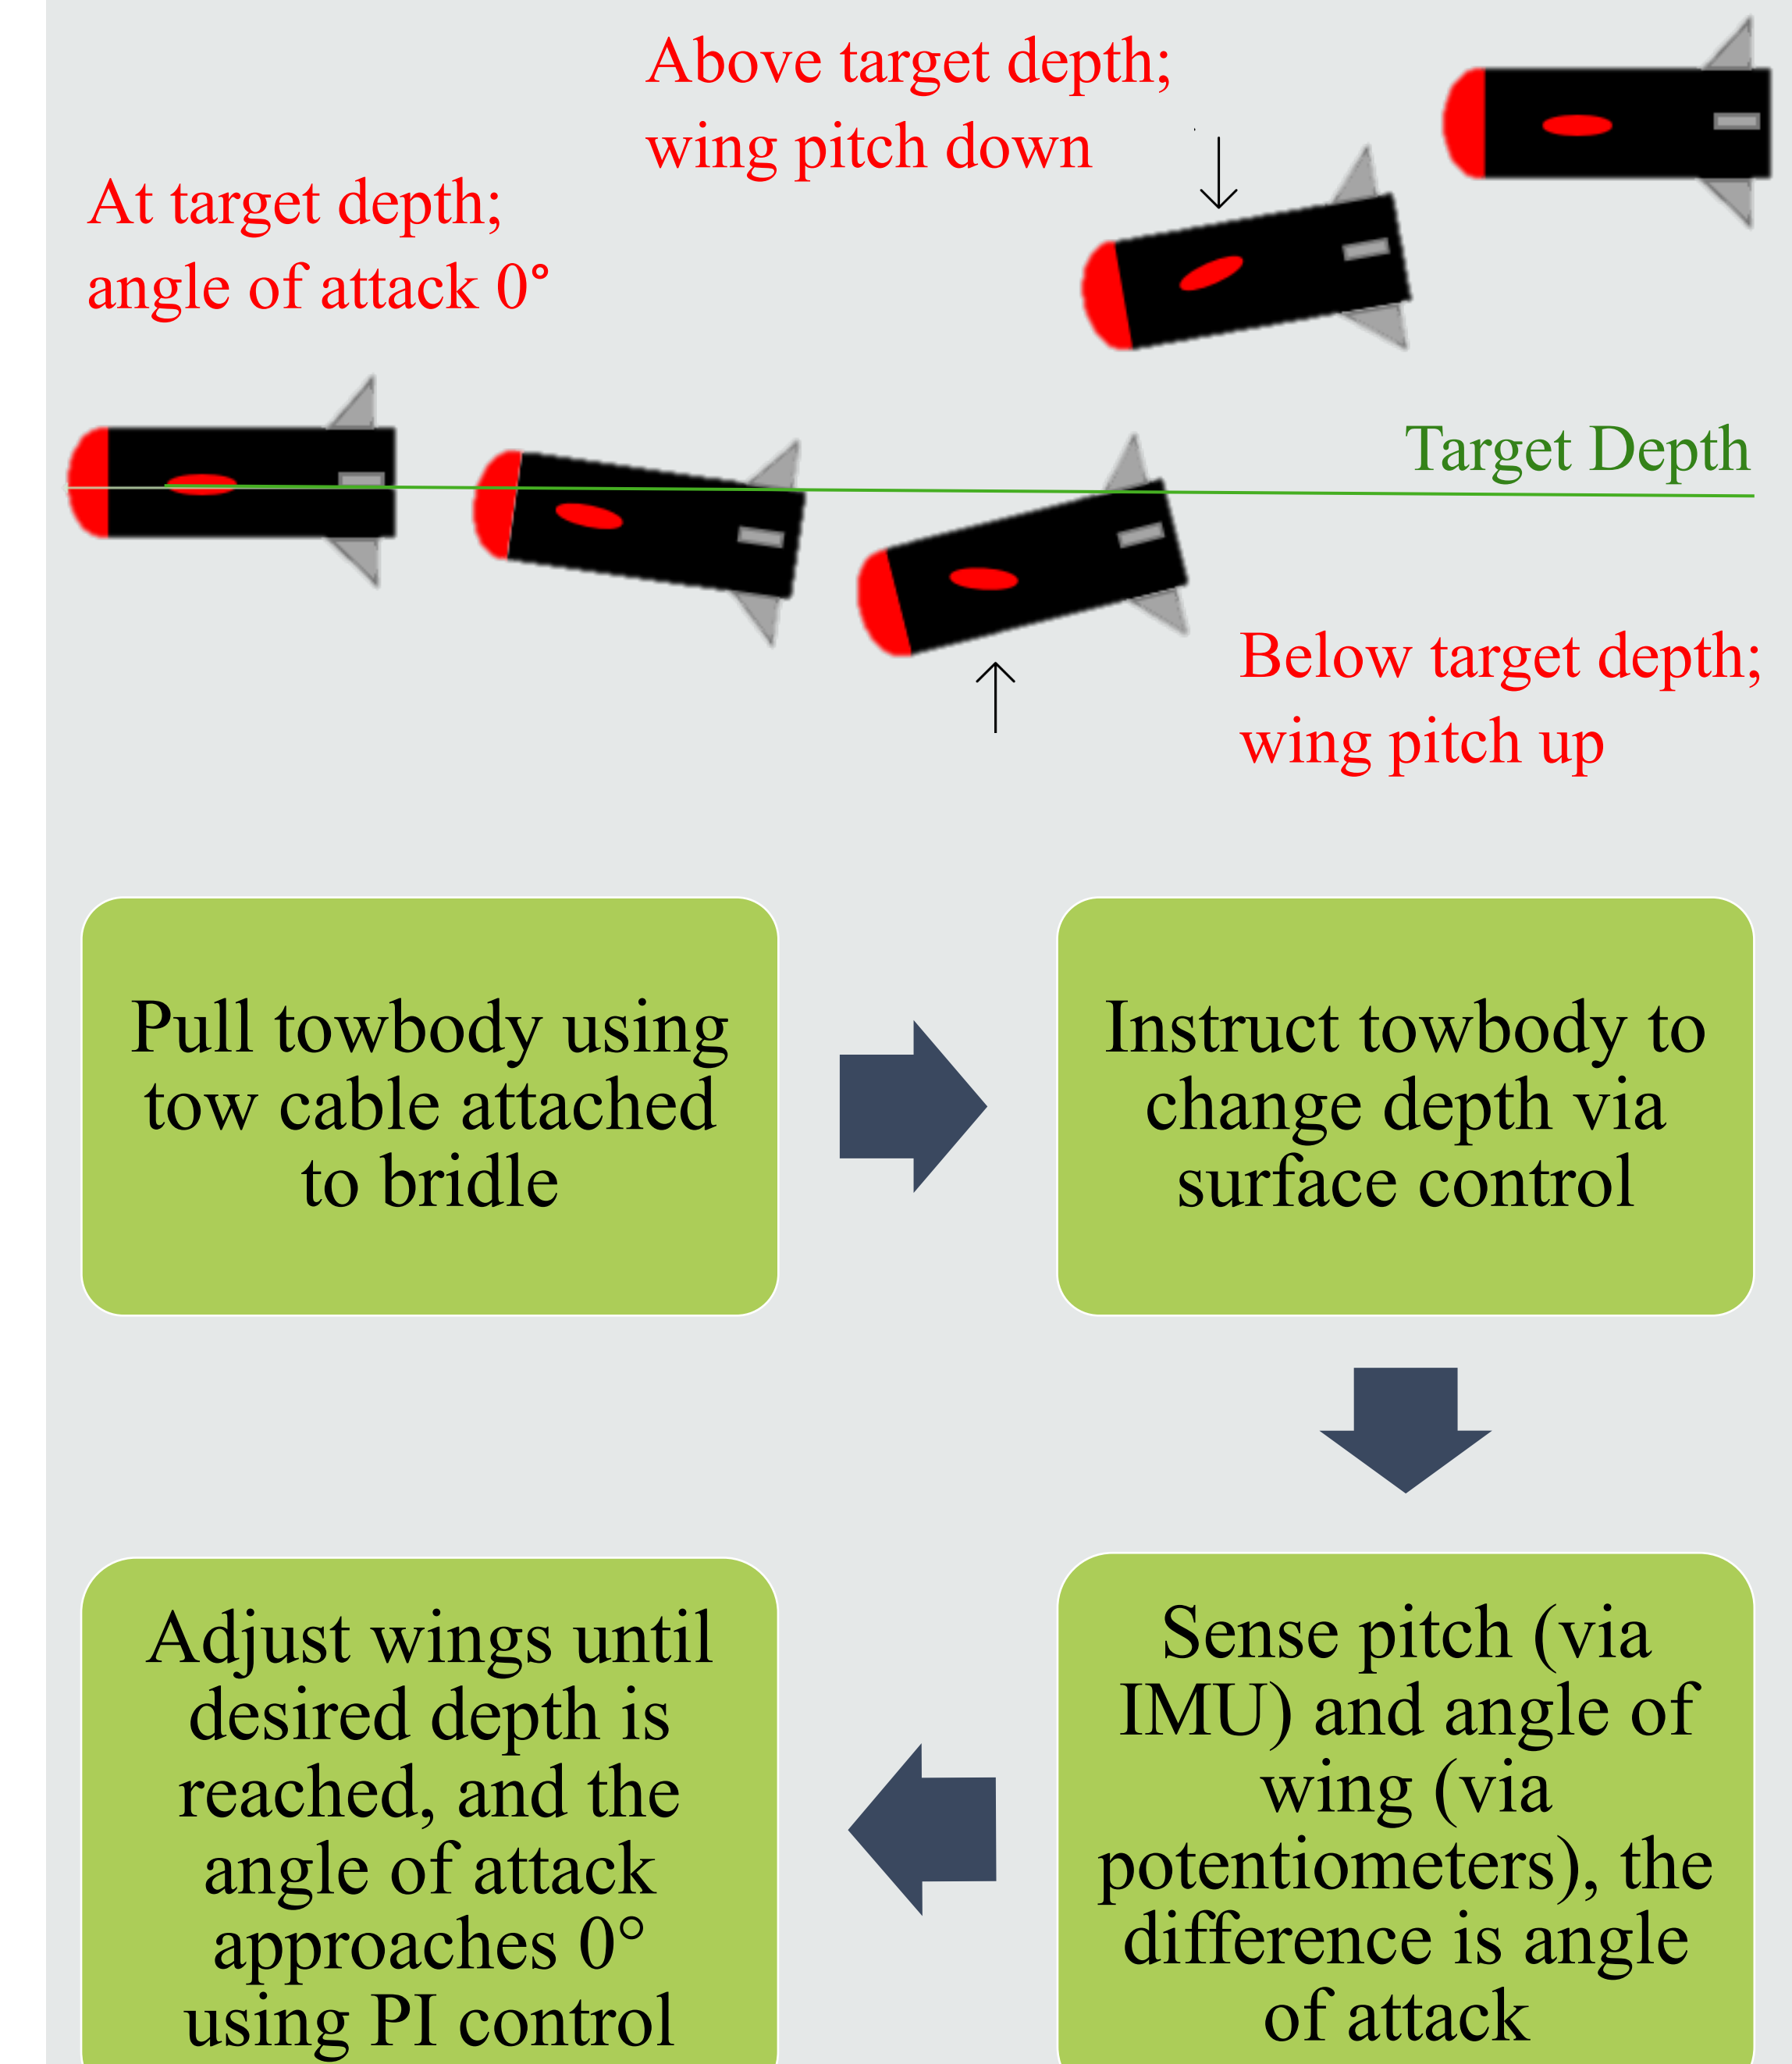 Above target depth;
wing pitch down
At target depth;
angle of attack 0°
Target Depth
Below target depth;
wing pitch up
Pull towbody using
tow cable attached
to bridle
Instruct towbody to
change depth via
surface control
Sense pitch (via
IMU) and angle of
wing (via
potentiometers), the
difference is angle
of attack
Adjust wings until
desired depth is
reached, and the
angle of attack
approaches 0°
using PI control